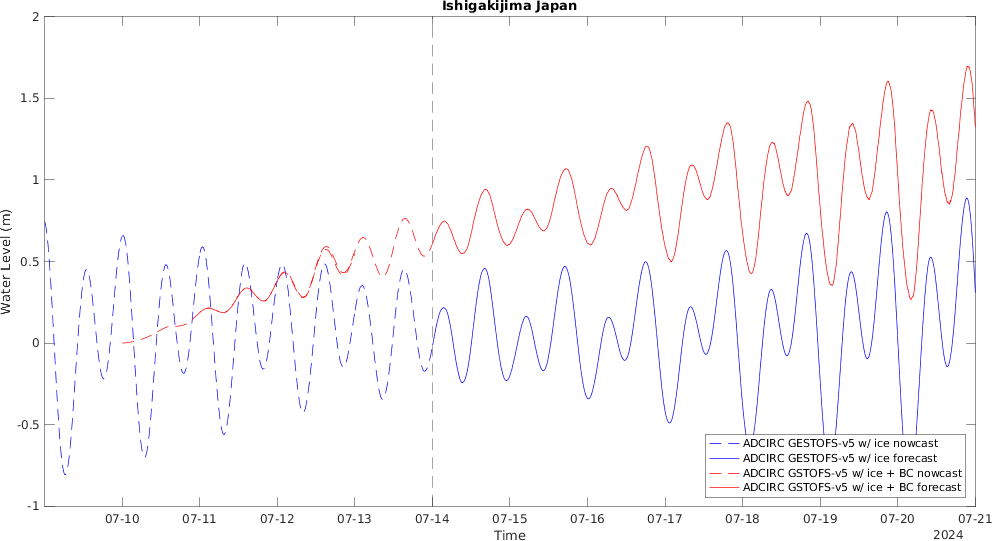 Ishigakijima Japan
2
1.5
1
0.5
0
-0.5
-1
Water Level (m)
ADCIRC GESTOFS-v5 w/ ice nowcast
ADCIRC GESTOFS-v5 w/ ice forecast
ADCIRC GSTOFS-v5 w/ ice + BC nowcast
ADCIRC GSTOFS-v5 w/ ice + BC forecast
07-10 07-11 07-12 07-13 07-14 07-15 07-16 07-17 07-18 07-19 07-20 07-21
Time
2024